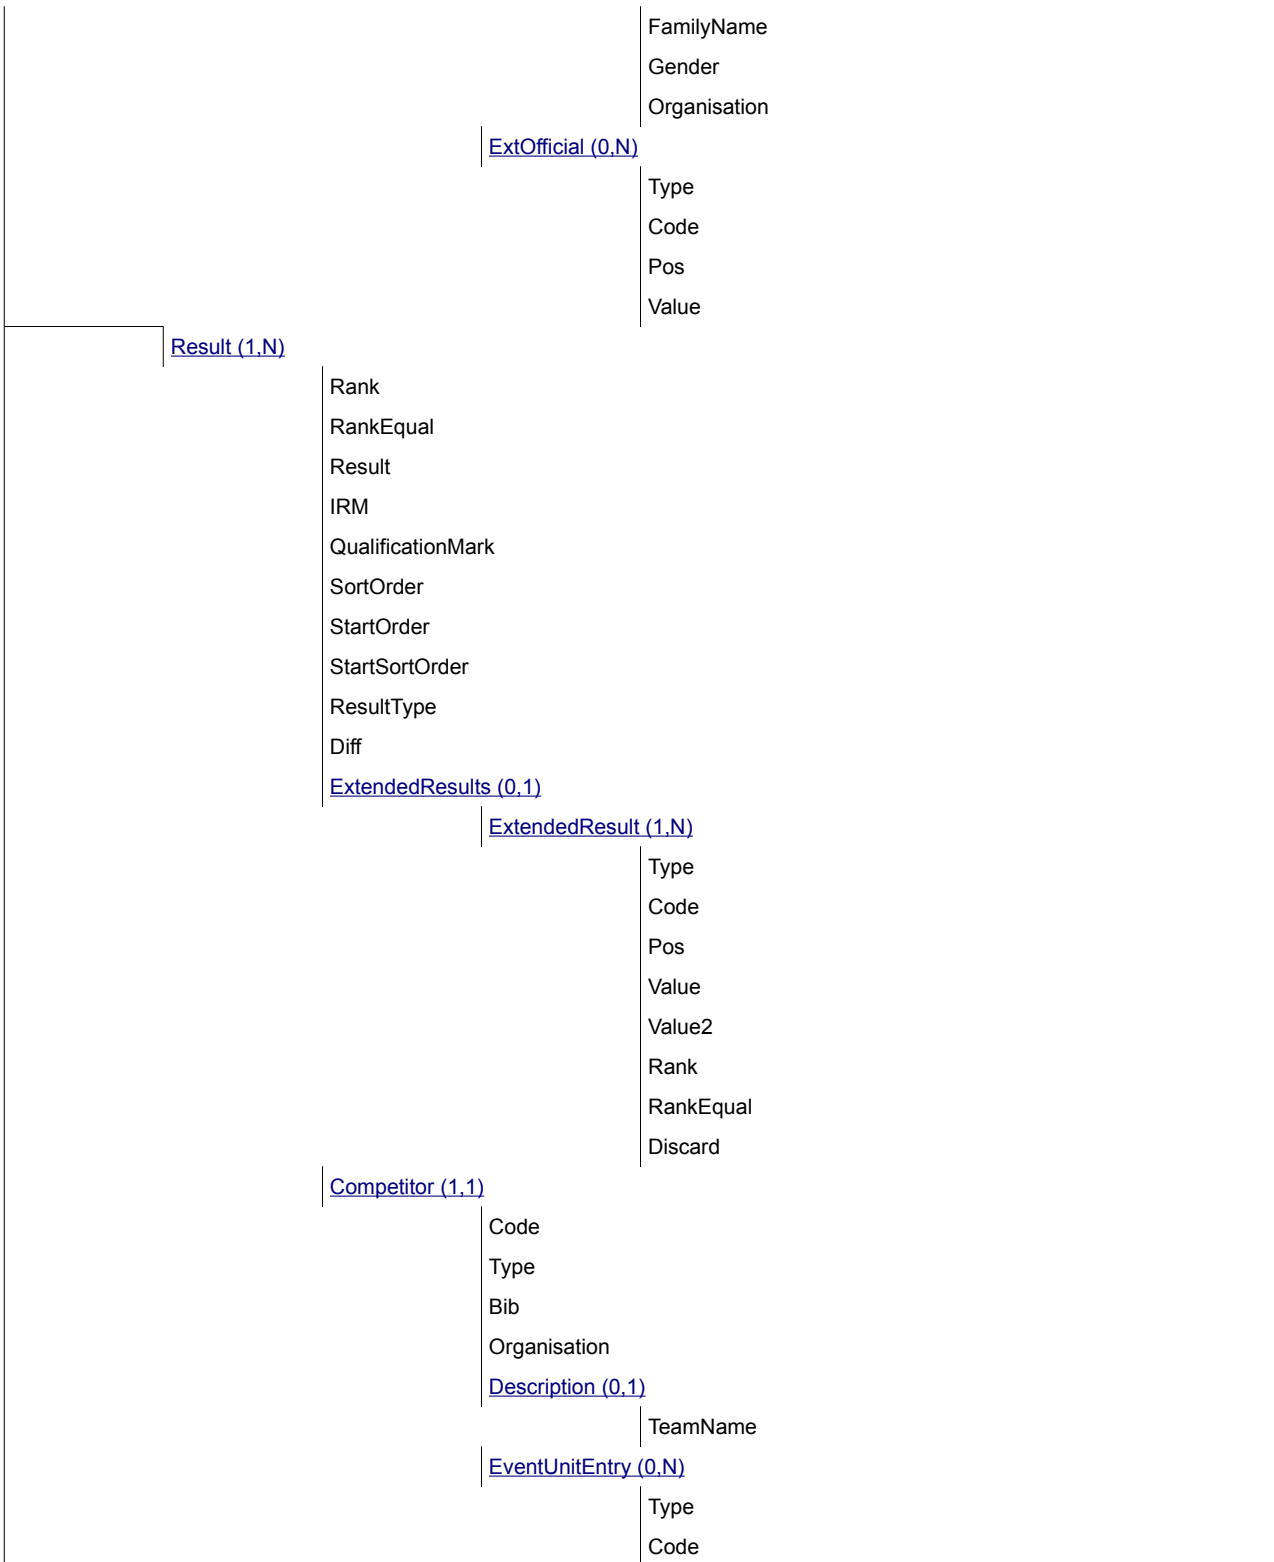 FamilyName
Gender
Organisation
ExtOfficial (0,N)
Type
Code
Pos
Value
Result (1,N)
Rank
RankEqual
Result
IRM
QualificationMark
SortOrder
StartOrder
StartSortOrder
ResultType
Diff
ExtendedResults (0,1)
ExtendedResult (1,N)
Type
Code
Pos
Value
Value2
Rank
RankEqual
Discard
Competitor (1,1)
Code
Type
Bib
Organisation
Description (0,1)
TeamName
EventUnitEntry (0,N)
Type
Code